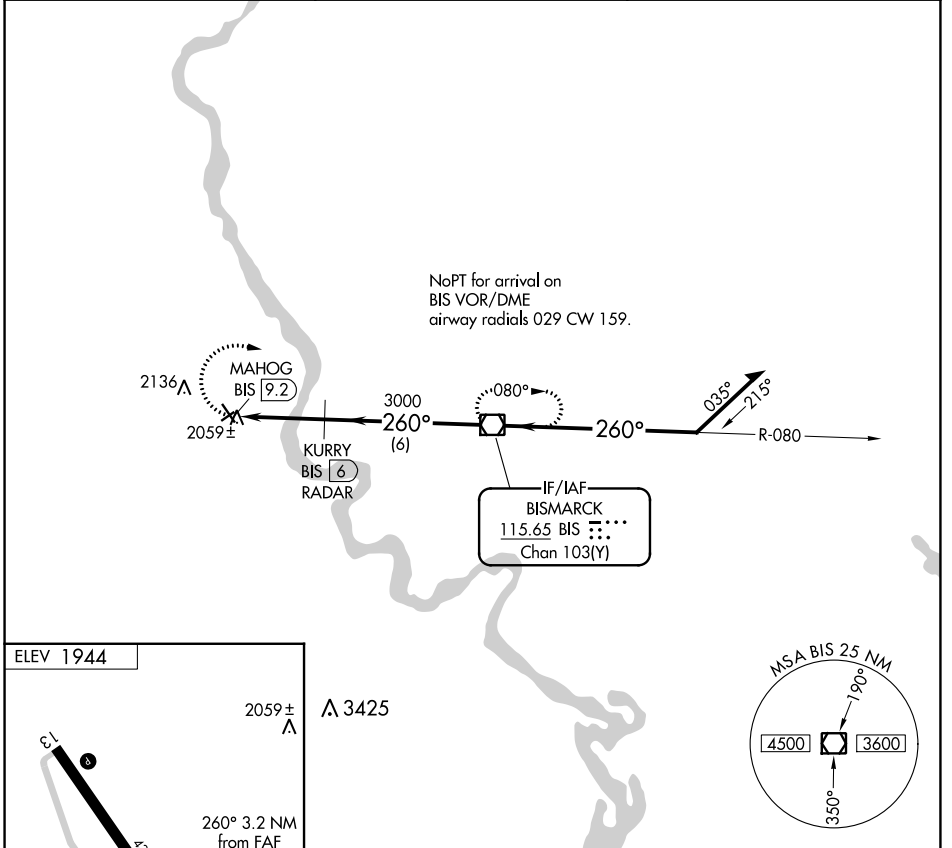 NoPT for arrival on
BIS VOR/DME
airway radials 029 CW 159.
2136
MAHOG
BIS 9.2
2059±
KURRY
BIS 6
RADAR
3000
260°
(6)
080°
260°
035°
215°
R-080
IF/IAF
BISMARCK
115.65 BIS
Chan 103(Y)
ELEV 1944
2059±
3425
13
P
260° 3.2 NM
from FAF
MSA BIS 25 NM
190°
4500
3600
350°